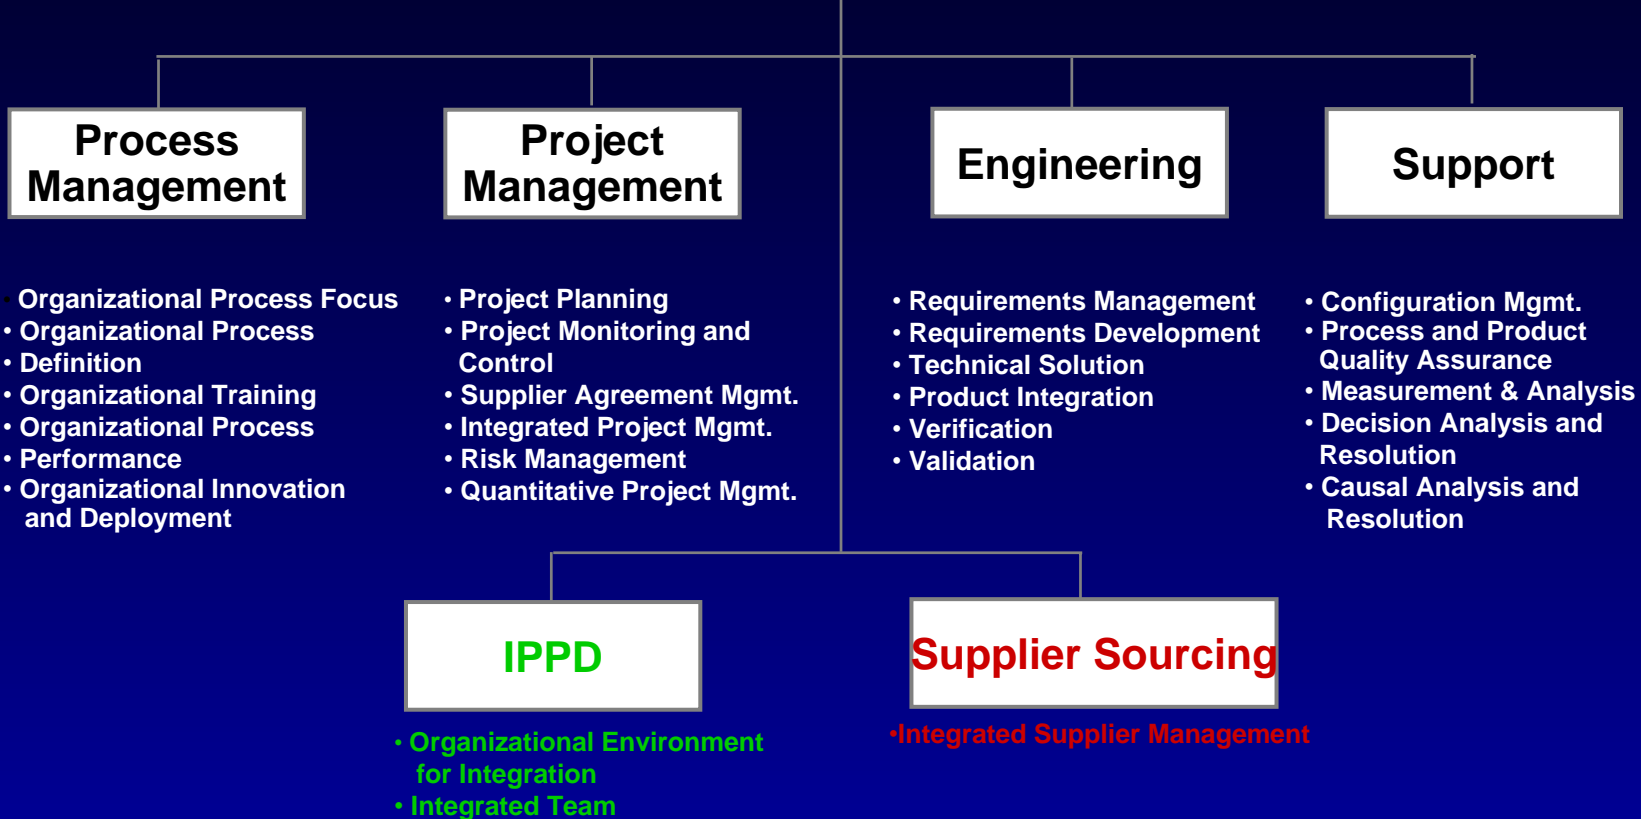 Process
Management
Project
Management
Engineering
Support
• Organizational Process Focus
• Organizational Process
• Definition
• Organizational Training
• Organizational Process
• Performance
• Organizational Innovation
and Deployment
• Project Planning
• Project Monitoring and
Control
• Supplier Agreement Mgmt.
• Integrated Project Mgmt.
• Risk Management
• Quantitative Project Mgmt.
• Requirements Management
• Requirements Development
• Technical Solution
• Product Integration
• Verification
• Validation
• Configuration Mgmt.
• Process and Product
Quality Assurance
• Measurement & Analysis
• Decision Analysis and
Resolution
• Causal Analysis and
Resolution
IPPD
• Organizational Environment
for Integration
• Integrated Team
Supplier Sourcing
•Integrated Supplier Management